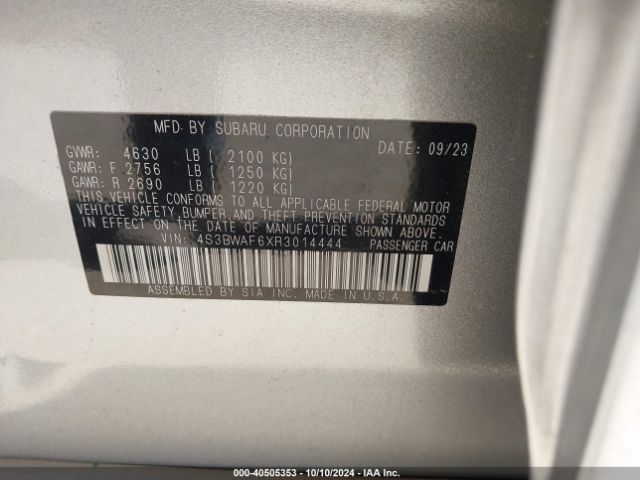 MFD. BY SUBARU CORPORATION
DATE: 09/23
GVWR: 4630 LB ( 2100 KG)
GAWR: F 2756 LB ( 1250 KG)
GAWR: R 2690 LB ( 1220 KG)
THIS VEHICLE CONFORMS TO ALL APPLICABLE FEDERAL MOTOR
VEHICLE SAFETY, BUMPER AND THEFT PREVENTION STANDARDS
IN EFFECT ON THE DATE OF MANUFACTURE SHOWN ABOVE.
VIN: 4S3BWAF6XR3014444 PASSENGER CAR
ASSEMBLED BY SIA INC. MADE IN U.S.A.
000-40505353 - 10/10/2024 - IAA Inc.